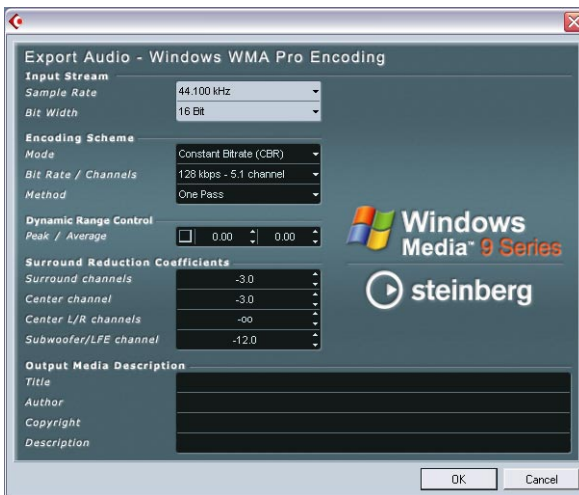 Export Audio - Windows WMA Pro Encoding
Input Stream
Sample Rate 44.100 kHz
Bit Width 16 Bit
Encoding Scheme
Mode Constant Bitrate (CBR)
Bit Rate / Channels 128 kbps - 5.1 channel
Method One Pass
Dynamic Range Control
Peak / Average 0.00 0.00
Windows
Media™ 9 Series
steinberg
Surround Reduction Coefficients
Surround channels -3.0
Center channel -3.0
Center L/R channels -oo
Subwoofer/LFE channel -12.0
Output Media Description
Title
Author
Copyright
Description
OK Cancel